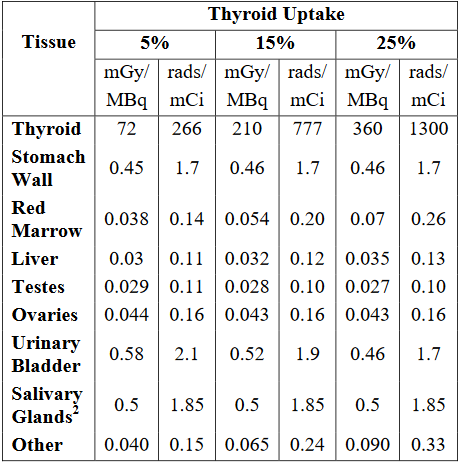 Tissue Thyroid Uptake
5% 15% 25%
mGy/ MBq rads/ mCi mGy/ MBq rads/ mCi mGy/ MBq rads/ mCi
Thyroid 72 266 210 777 360 1300
Stomach Wall 0.45 1.7 0.46 1.7 0.46 1.7
Red Marrow 0.038 0.14 0.054 0.20 0.07 0.26
Liver 0.03 0.11 0.032 0.12 0.035 0.13
Testes 0.029 0.11 0.028 0.10 0.027 0.10
Ovaries 0.044 0.16 0.043 0.16 0.043 0.16
Urinary Bladder 0.58 2.1 0.52 1.9 0.46 1.7
Salivary Glands² 0.5 1.85 0.5 1.85 0.5 1.85
Other 0.040 0.15 0.065 0.24 0.090 0.33